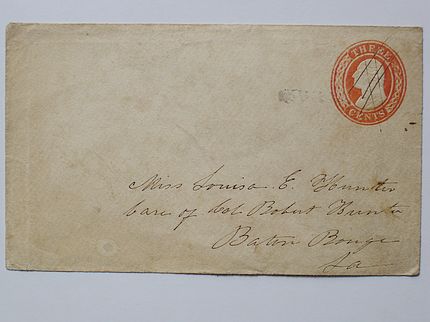 THREE
CENTS
Miss Louisa E. Hunter
Care of Col Robert Hunter
Baton Rouge
La